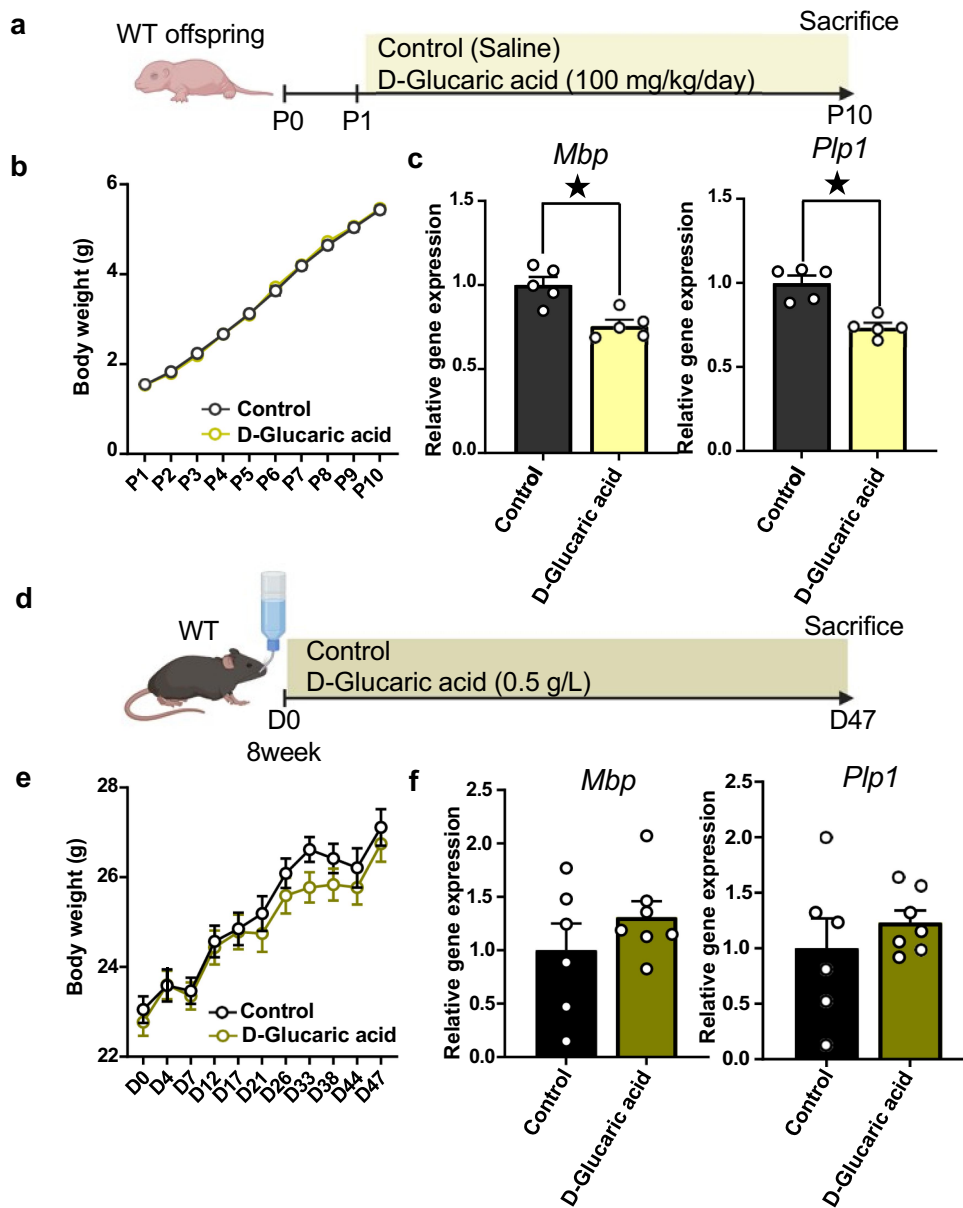 a
WT offspring
Sacrifice
Control (Saline)
D-Glucaric acid (100 mg/kg/day)
P0
P1
P10
b
Body weight (g)
6
4
2
0
Control
D-Glucaric acid
P1
P2
P3
P4
P5
P6
P7
P8
P9
P10
c
Mbp
Relative gene expression
1.5
1.0
0.5
0.0
Control
D-Glucaric acid
Plp1
Relative gene expression
1.5
1.0
0.5
0.0
Control
D-Glucaric acid
d
WT
Sacrifice
Control
D-Glucaric acid (0.5 g/L)
D0
D47
8week
e
Body weight (g)
28
26
24
22
Control
D-Glucaric acid
D0
D4
D7
D12
D17
D21
D26
D33
D38
D44
D47
f
Mbp
Relative gene expression
2.5
2.0
1.5
1.0
0.5
0.0
Control
D-Glucaric acid
Plp1
Relative gene expression
2.5
2.0
1.5
1.0
0.5
0.0
Control
D-Glucaric acid